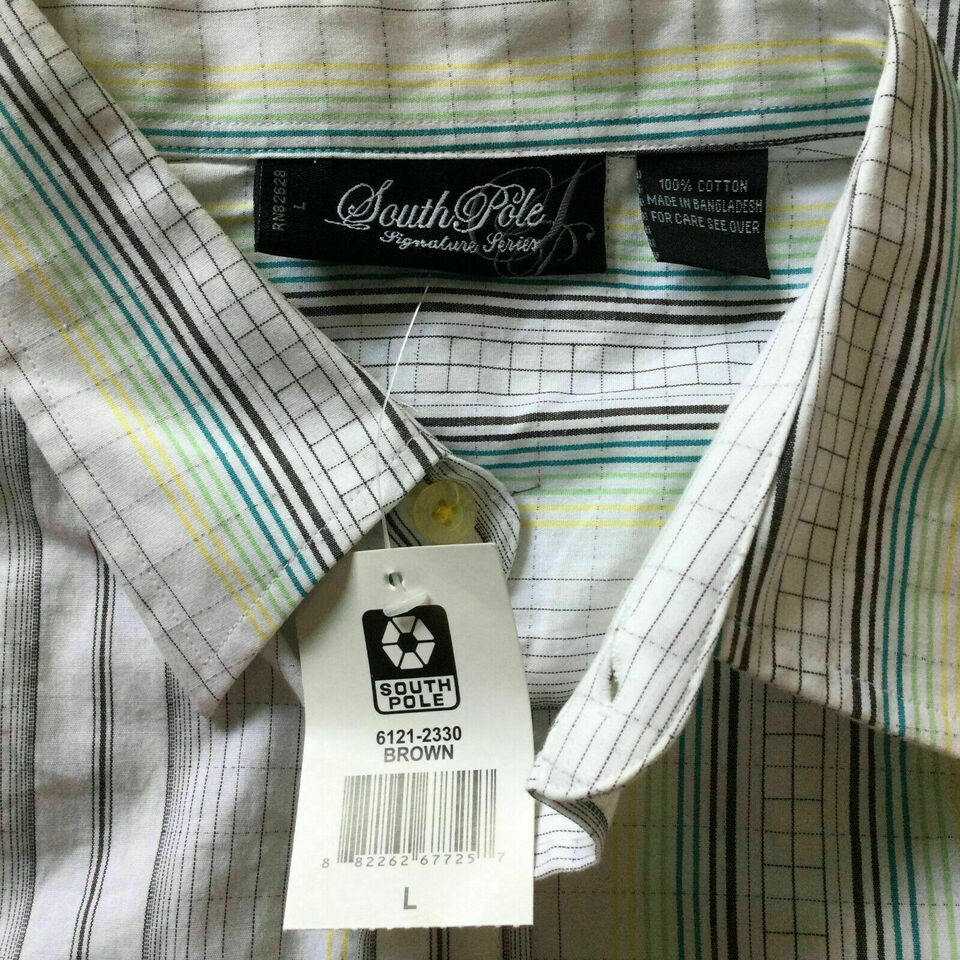 RN82628
L
South Pole
Signature Series
100% COTTON
MADE IN BANGLADESH
FOR CARE SEE OVER
SOUTH
POLE
6121-2330
BROWN
8 82262 67725 7
L